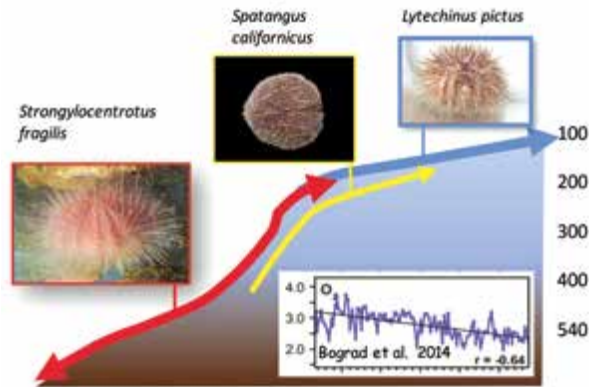 Spatangus
californicus
Lytechinus pictus
Strongylocentrotus
fragilis
100
200
300
400
540
O
4.0
3.0
2.0
Bograd et al. 2014
r = -0.64